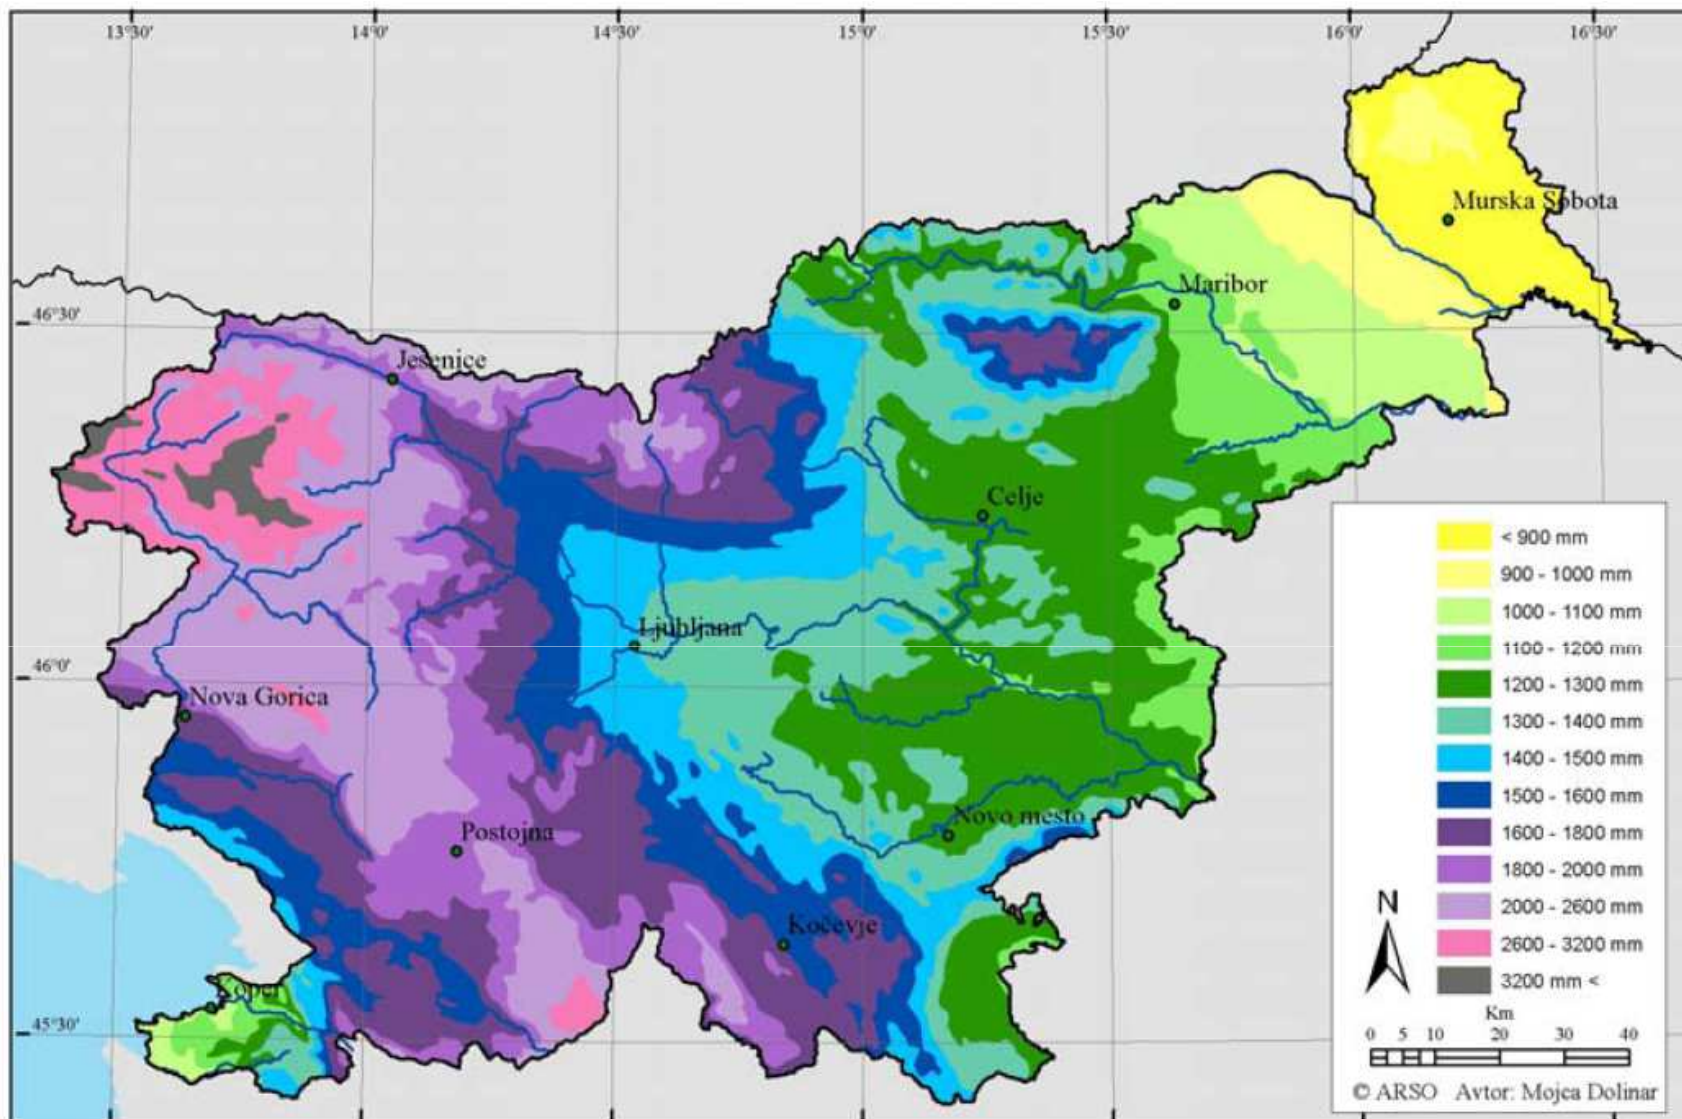 13°30' 14°0' 14°30' 15°0' 15°30' 16°0' 16°30'
Murska Sobota
Maribor
46°30'
Jesenice
Celje
Ljubljana
46°0'
Nova Gorica
Novo mesto
Postojna
Kočevje
Koper
45°30'
< 900 mm
900 - 1000 mm
1000 - 1100 mm
1100 - 1200 mm
1200 - 1300 mm
1300 - 1400 mm
1400 - 1500 mm
1500 - 1600 mm
1600 - 1800 mm
1800 - 2000 mm
2000 - 2600 mm
2600 - 3200 mm
3200 mm <
N
Km
0 5 10 20 30 40
© ARSO Avtor: Mojca Dolinar